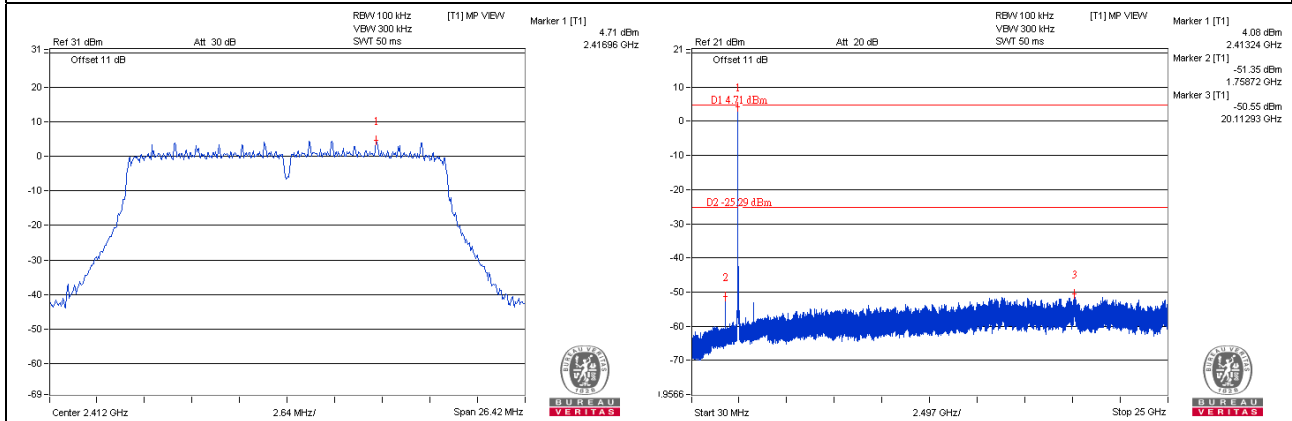 RBW 100 kHz [T1] MP VIEW
VBW 300 kHz
Ref 31 dBm Att 30 dB SWT 50 ms
Marker 1 [T1]
4.71 dBm
2.41696 GHz
31
Offset 11 dB
20
10
1
0
-10
-20
-30
-40
-50
-60
-69
Center 2.412 GHz 2.64 MHz/ Span 26.42 MHz
BUREAU VERITAS
1828
BUREAU
VERITAS
RBW 100 kHz [T1] MP VIEW
VBW 300 kHz
Ref 21 dBm Att 20 dB SWT 50 ms
Marker 1 [T1]
4.08 dBm
2.41324 GHz
Marker 2 [T1]
-51.35 dBm
1.75872 GHz
Marker 3 [T1]
-50.55 dBm
20.11293 GHz
21
Offset 11 dB
10
1
D1 4.71 dBm
0
-10
-20
D2 -25.29 dBm
-30
-40
2
3
-50
-60
-70
.9566
Start 30 MHz 2.497 GHz/ Stop 25 GHz
BUREAU VERITAS
1828
BUREAU
VERITAS